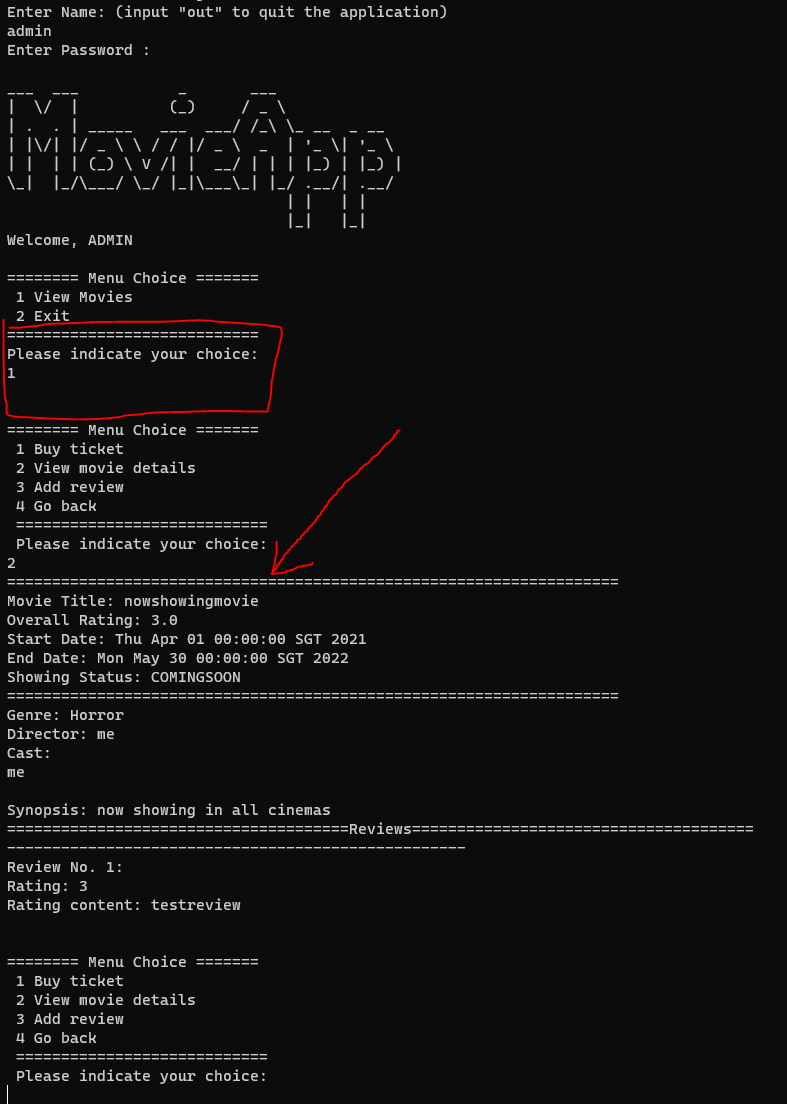 Enter Name: (input "out" to quit the application)
admin
Enter Password :
___  ___           _       ___
|  \/  |          (_)     / _ \
| .  . | _____   ___  ___/ /_\ \_ __  _ __
| |\/| |/ _ \ \ / / |/ _ \  _  | '_ \| '_ \
| |  | | (_) \ V /| |  __/ | | | |_) | |_) |
\_|  |_/\___/ \_/ |_|\___\_| |_/ .__/| .__/
                               | |   | |
                               |_|   |_|
Welcome, ADMIN
======== Menu Choice =======
 1 View Movies
 2 Exit
============================
Please indicate your choice:
1
======== Menu Choice =======
 1 Buy ticket
 2 View movie details
 3 Add review
 4 Go back
 ============================
 Please indicate your choice:
2
====================================================================
Movie Title: nowshowingmovie
Overall Rating: 3.0
Start Date: Thu Apr 01 00:00:00 SGT 2021
End Date: Mon May 30 00:00:00 SGT 2022
Showing Status: COMINGSOON
====================================================================
Genre: Horror
Director: me
Cast:
me
Synopsis: now showing in all cinemas
======================================Reviews======================================
---------------------------------------------------
Review No. 1:
Rating: 3
Rating content: testreview
======== Menu Choice =======
 1 Buy ticket
 2 View movie details
 3 Add review
 4 Go back
 ============================
 Please indicate your choice: